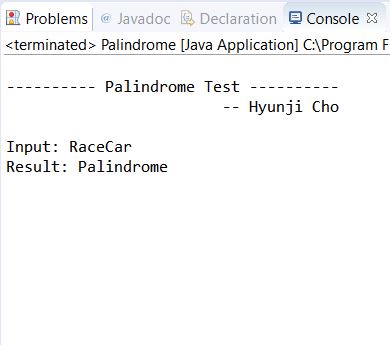 Problems @ Javadoc Declaration Console
<terminated> Palindrome [Java Application] C:\Program F
---------- Palindrome Test ----------
-- Hyunji Cho
Input: RaceCar
Result: Palindrome